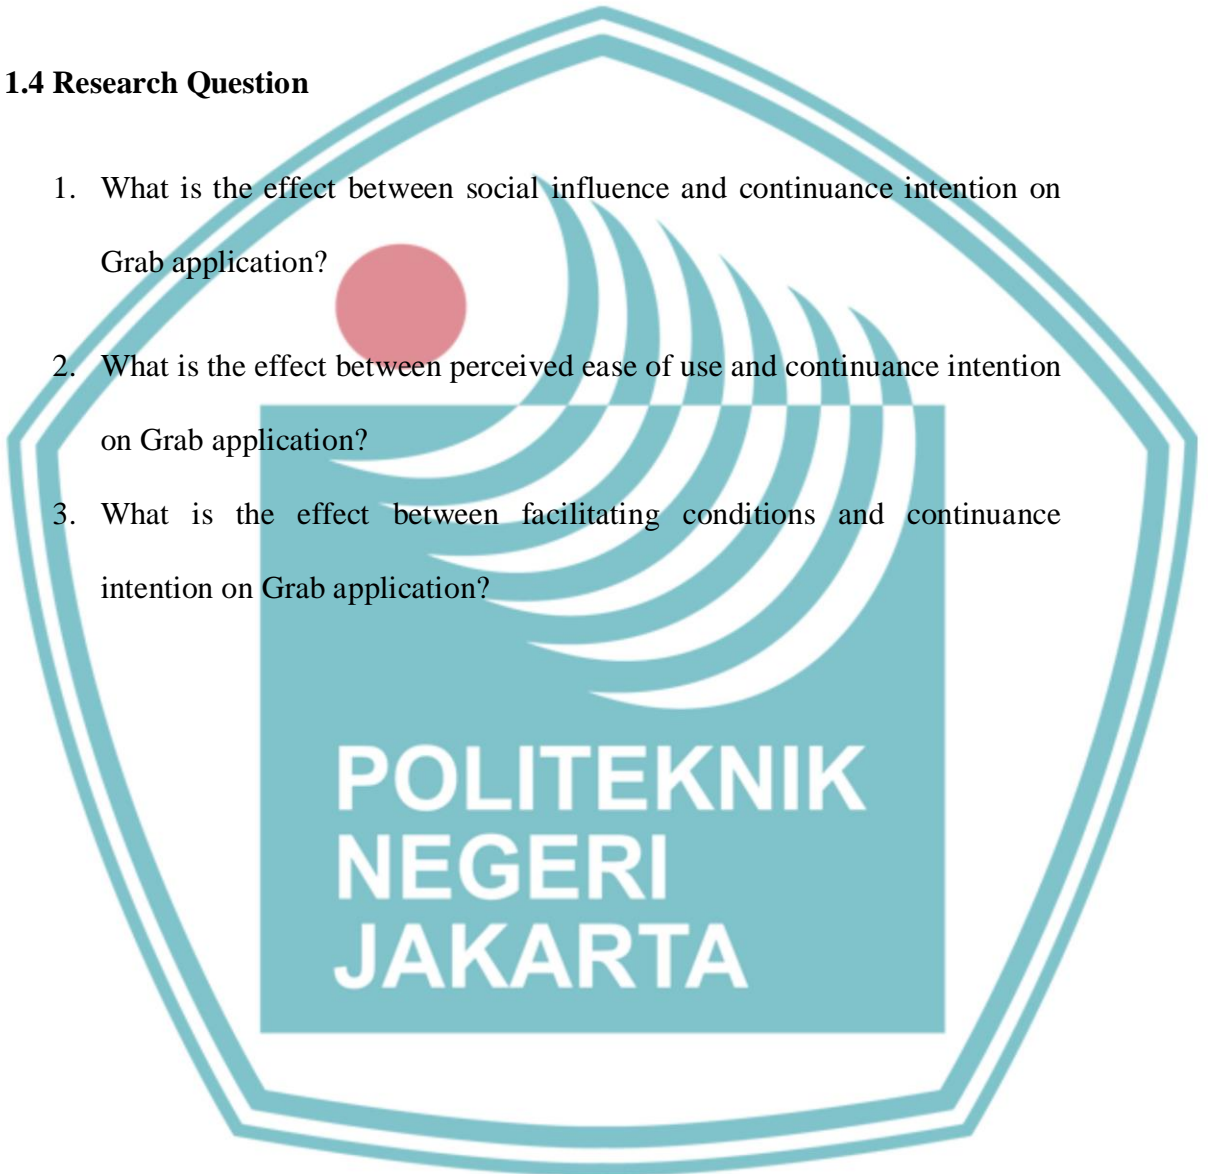 1.4 Research Question
1. What is the effect between social influence and continuance intention on
Grab application?
2. What is the effect between perceived ease of use and continuance intention
on Grab application?
3. What is the effect between facilitating conditions and continuance
intention on Grab application?
POLITEKNIK
NEGERI
JAKARTA